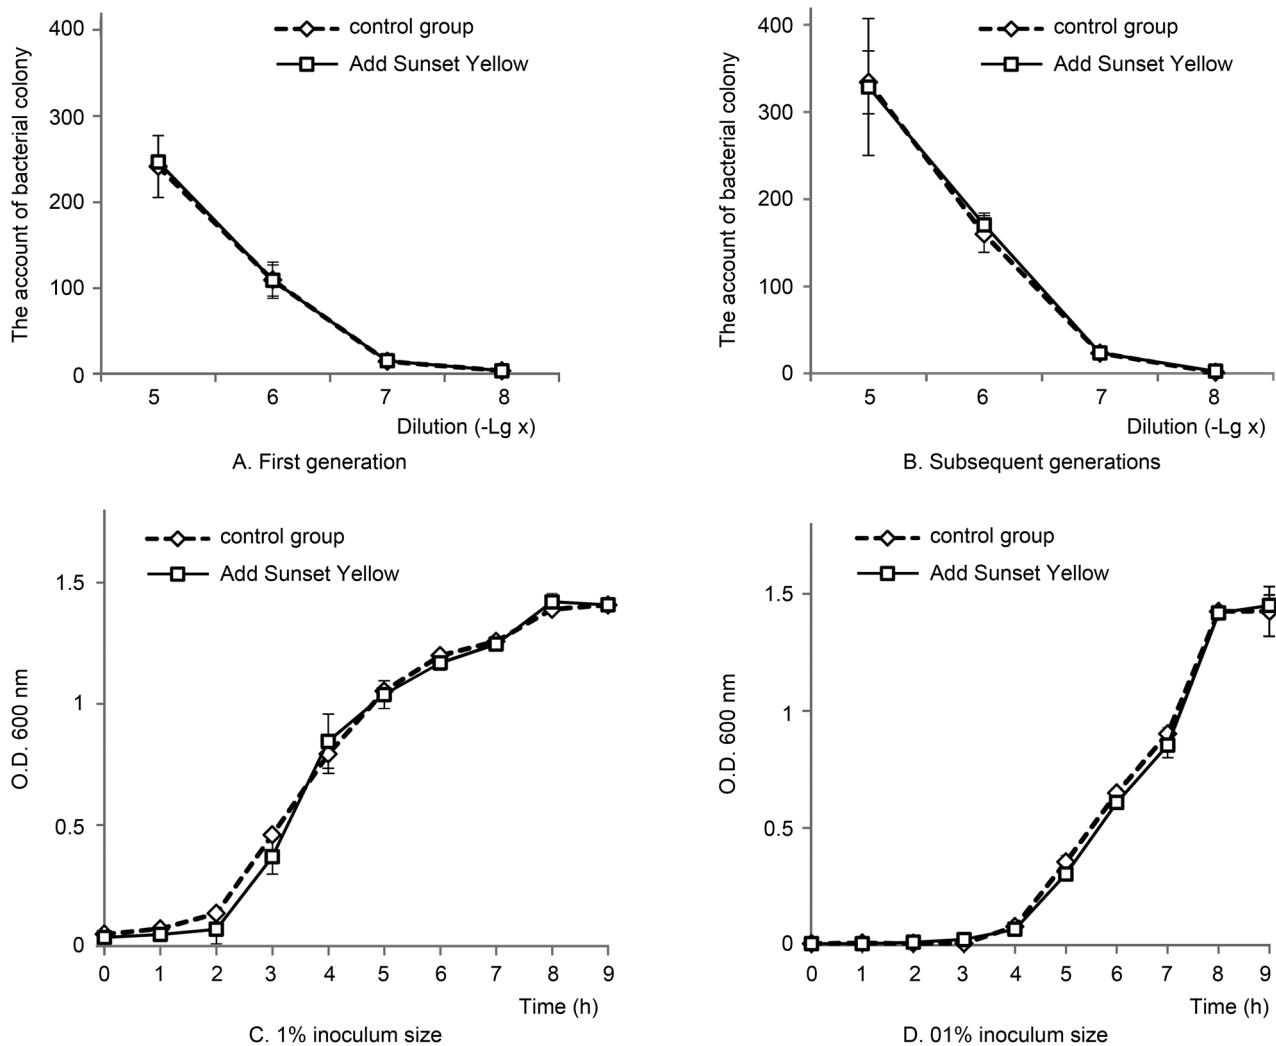 control group
Add Sunset Yellow
The account of bacterial colony
400
300
200
100
0
5 6 7 8
Dilution (-Lg x)
A. First generation
control group
Add Sunset Yellow
The account of bacterial colony
400
300
200
100
0
5 6 7 8
Dilution (-Lg x)
B. Subsequent generations
control group
Add Sunset Yellow
O.D. 600 nm
1.5
1
0.5
0
0 1 2 3 4 5 6 7 8 9
Time (h)
C. 1% inoculum size
control group
Add Sunset Yellow
O.D. 600 nm
1.5
1
0.5
0
0 1 2 3 4 5 6 7 8 9
Time (h)
D. 01% inoculum size